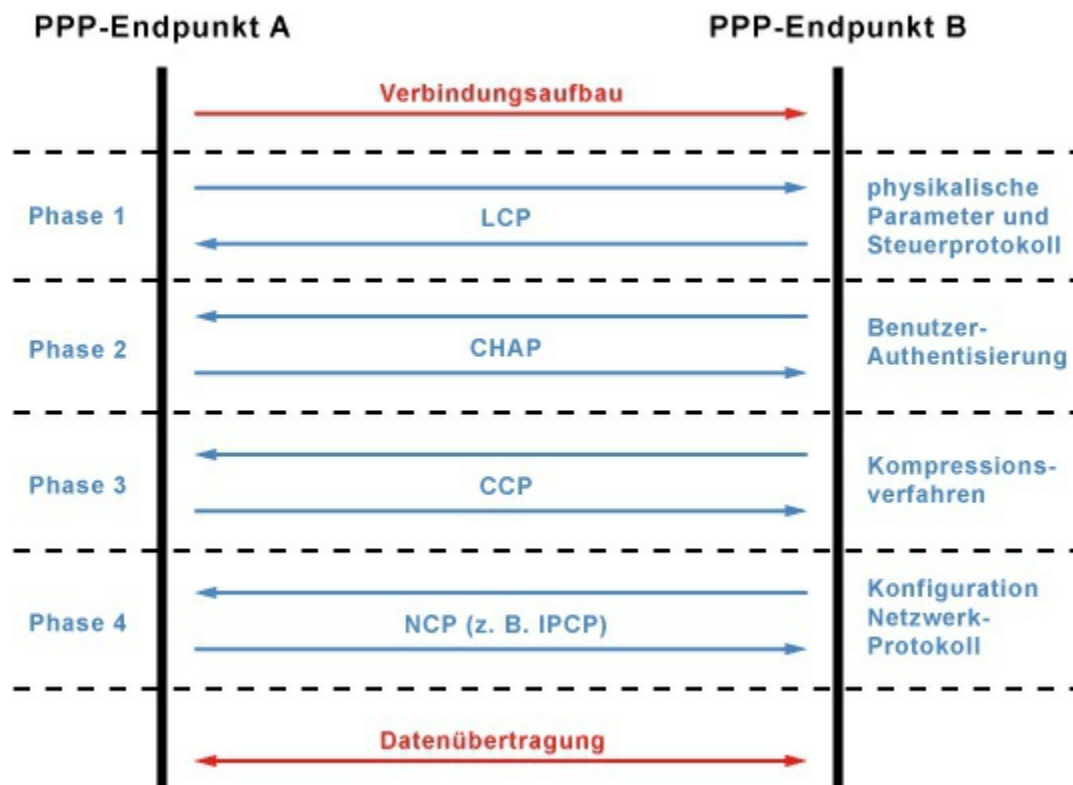 PPP-Endpunkt A
PPP-Endpunkt B
Verbindungsaufbau
Phase 1
LCP
physikalische
Parameter und
Steuerprotokoll
Phase 2
CHAP
Benutzer-
Authentisierung
Phase 3
CCP
Kompressions-
verfahren
Phase 4
NCP (z. B. IPCP)
Konfiguration
Netzwerk-
Protokoll
Datenübertragung